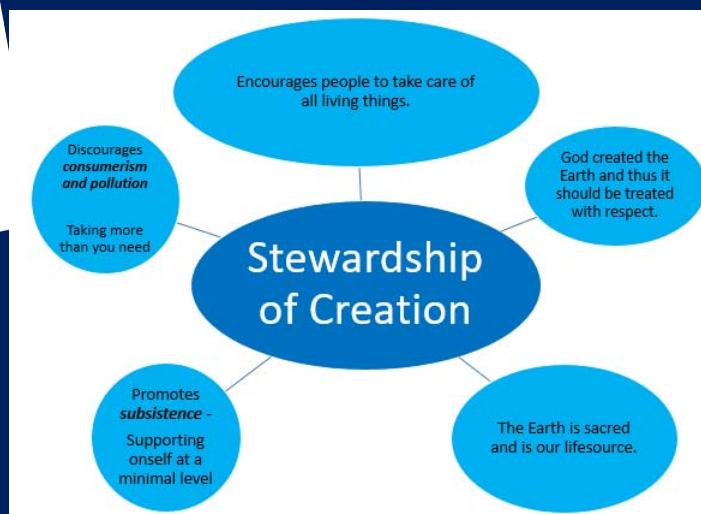 Encourages people to take care of
all living things.
Discourages
consumerism
and pollution
Taking more
than you need
God created the
Earth and thus it
should be treated
with respect.
Stewardship
of Creation
Promotes
subsistence -
Supporting
onself at a
minimal level
The Earth is sacred
and is our lifesource.